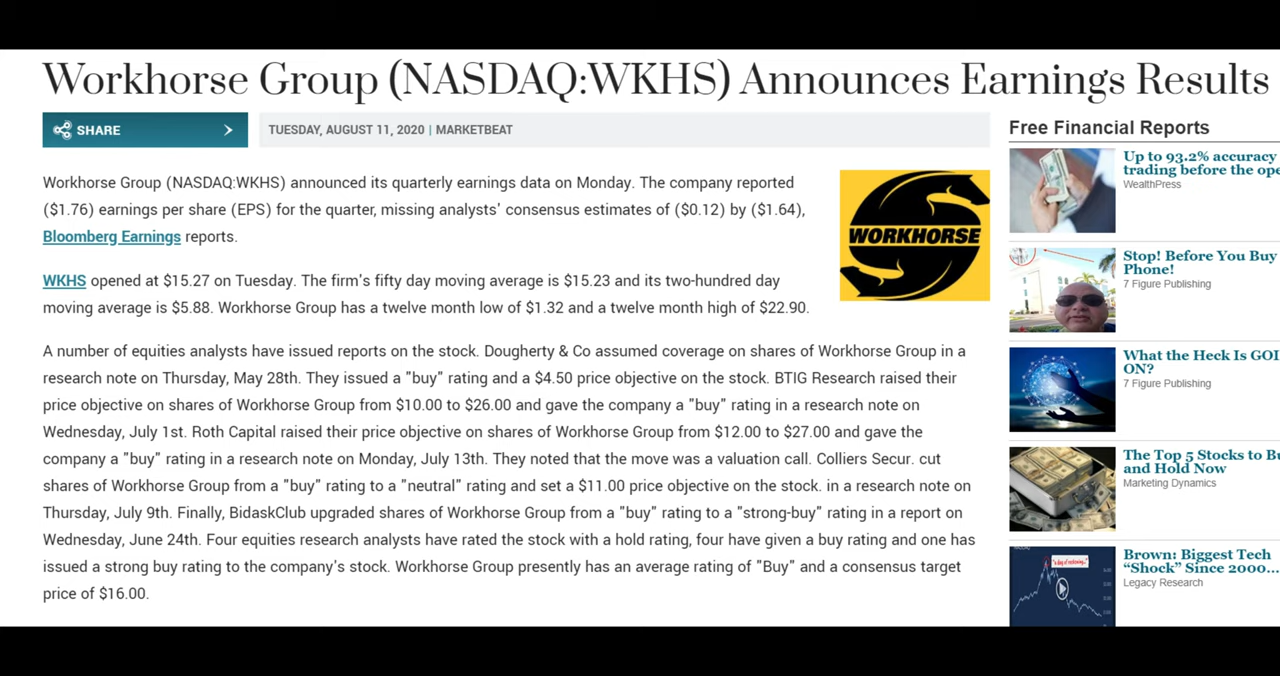 Workhorse Group (NASDAQ:WKHS) Announces Earnings Results
SHARE
TUESDAY, AUGUST 11, 2020 | MARKETBEAT
Workhorse Group (NASDAQ:WKHS) announced its quarterly earnings data on Monday. The company reported
($1.76) earnings per share (EPS) for the quarter, missing analysts' consensus estimates of ($0.12) by ($1.64),
Bloomberg Earnings reports.
WORKHORSE
WKHS opened at $15.27 on Tuesday. The firm's fifty day moving average is $15.23 and its two-hundred day
moving average is $5.88. Workhorse Group has a twelve month low of $1.32 and a twelve month high of $22.90.
A number of equities analysts have issued reports on the stock. Dougherty & Co assumed coverage on shares of Workhorse Group in a
research note on Thursday, May 28th. They issued a "buy" rating and a $4.50 price objective on the stock. BTIG Research raised their
price objective on shares of Workhorse Group from $10.00 to $26.00 and gave the company a "buy" rating in a research note on
Wednesday, July 1st. Roth Capital raised their price objective on shares of Workhorse Group from $12.00 to $27.00 and gave the
company a "buy" rating in a research note on Monday, July 13th. They noted that the move was a valuation call. Colliers Secur. cut
shares of Workhorse Group from a "buy" rating to a "neutral" rating and set a $11.00 price objective on the stock. in a research note on
Thursday, July 9th. Finally, BidaskClub upgraded shares of Workhorse Group from a "buy" rating to a "strong-buy" rating in a report on
Wednesday, June 24th. Four equities research analysts have rated the stock with a hold rating, four have given a buy rating and one has
issued a strong buy rating to the company's stock. Workhorse Group presently has an average rating of "Buy" and a consensus target
price of $16.00.
Free Financial Reports
Up to 93.2% accuracy
trading before the ope
WealthPress
Stop! Before You Buy
Phone!
7 Figure Publishing
What the Heck Is GOI
ON?
7 Figure Publishing
The Top 5 Stocks to Bu
and Hold Now
Marketing Dynamics
Brown: Biggest Tech
“Shock” Since 2000...
Legacy Research